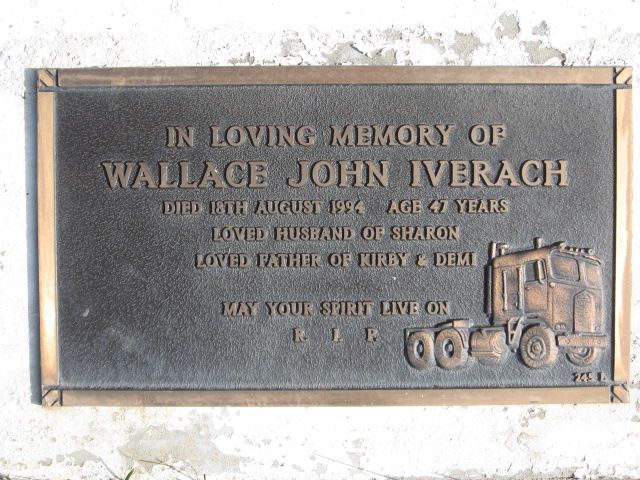 IN LOVING MEMORY OF
WALLACE JOHN IVERACH
DIED 18TH AUGUST 1994 AGE 47 YEARS
LOVED HUSBAND OF SHARON
LOVED FATHER OF KIRBY & DEMI
MAY YOUR SPIRIT LIVE ON
R. I. P.